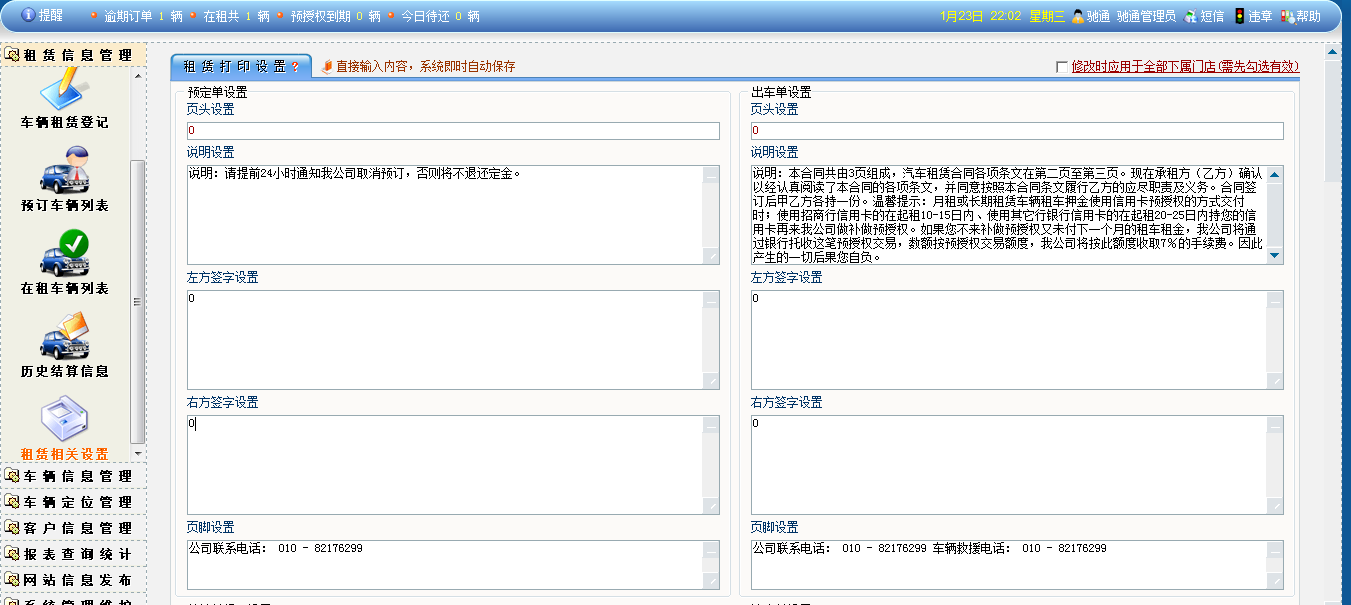 提醒 逾期订单 1 辆 在租共 1 辆 预授权到期 0 辆 今日待还 0 辆 1月23日 22:02 星期三 驰通 驰通管理员 短信 违章 帮助
租赁信息管理
车辆租赁登记
预订车辆列表
在租车辆列表
历史结算信息
租赁相关设置
车辆信息管理
车辆定位管理
客户信息管理
报表查询统计
网站信息发布
系统管理维护
租赁打印设置? 直接输入内容，系统即时自动保存 修改时应用于全部下属门店(需先勾选有效)
预定单设置
页头设置
0
说明设置
说明：请提前24小时通知我公司取消预订，否则将不退还定金。
左方签字设置
0
右方签字设置
0
页脚设置
公司联系电话： 010 - 82176299
出车单设置
页头设置
0
说明设置
说明：本合同共由3页组成，汽车租赁合同各项条文在第二页至第三页。现在承租方（乙方）确认
以经认真阅读了本合同的各项条文，并同意按照本合同条文履行乙方的应尽职责及义务。合同签
订后甲乙方各持一份。温馨提示：月租或长期租赁车辆租车押金使用信用卡预授权的方式交付
时；使用招商行信用卡的在起租10-15日内、使用其它行银行信用卡的在起租20-25日内持您的信
用卡再来我公司做补做预授权。如果您不来补做预授权又未付下一个月的租车租金，我公司将通
过银行托收这笔预授权交易，数额按预授权交易额度，我公司将按此额度收取7%的手续费。因此
产生的一切后果您自负。
左方签字设置
0
右方签字设置
0
页脚设置
公司联系电话： 010 - 82176299 车辆救援电话： 010 - 82176299